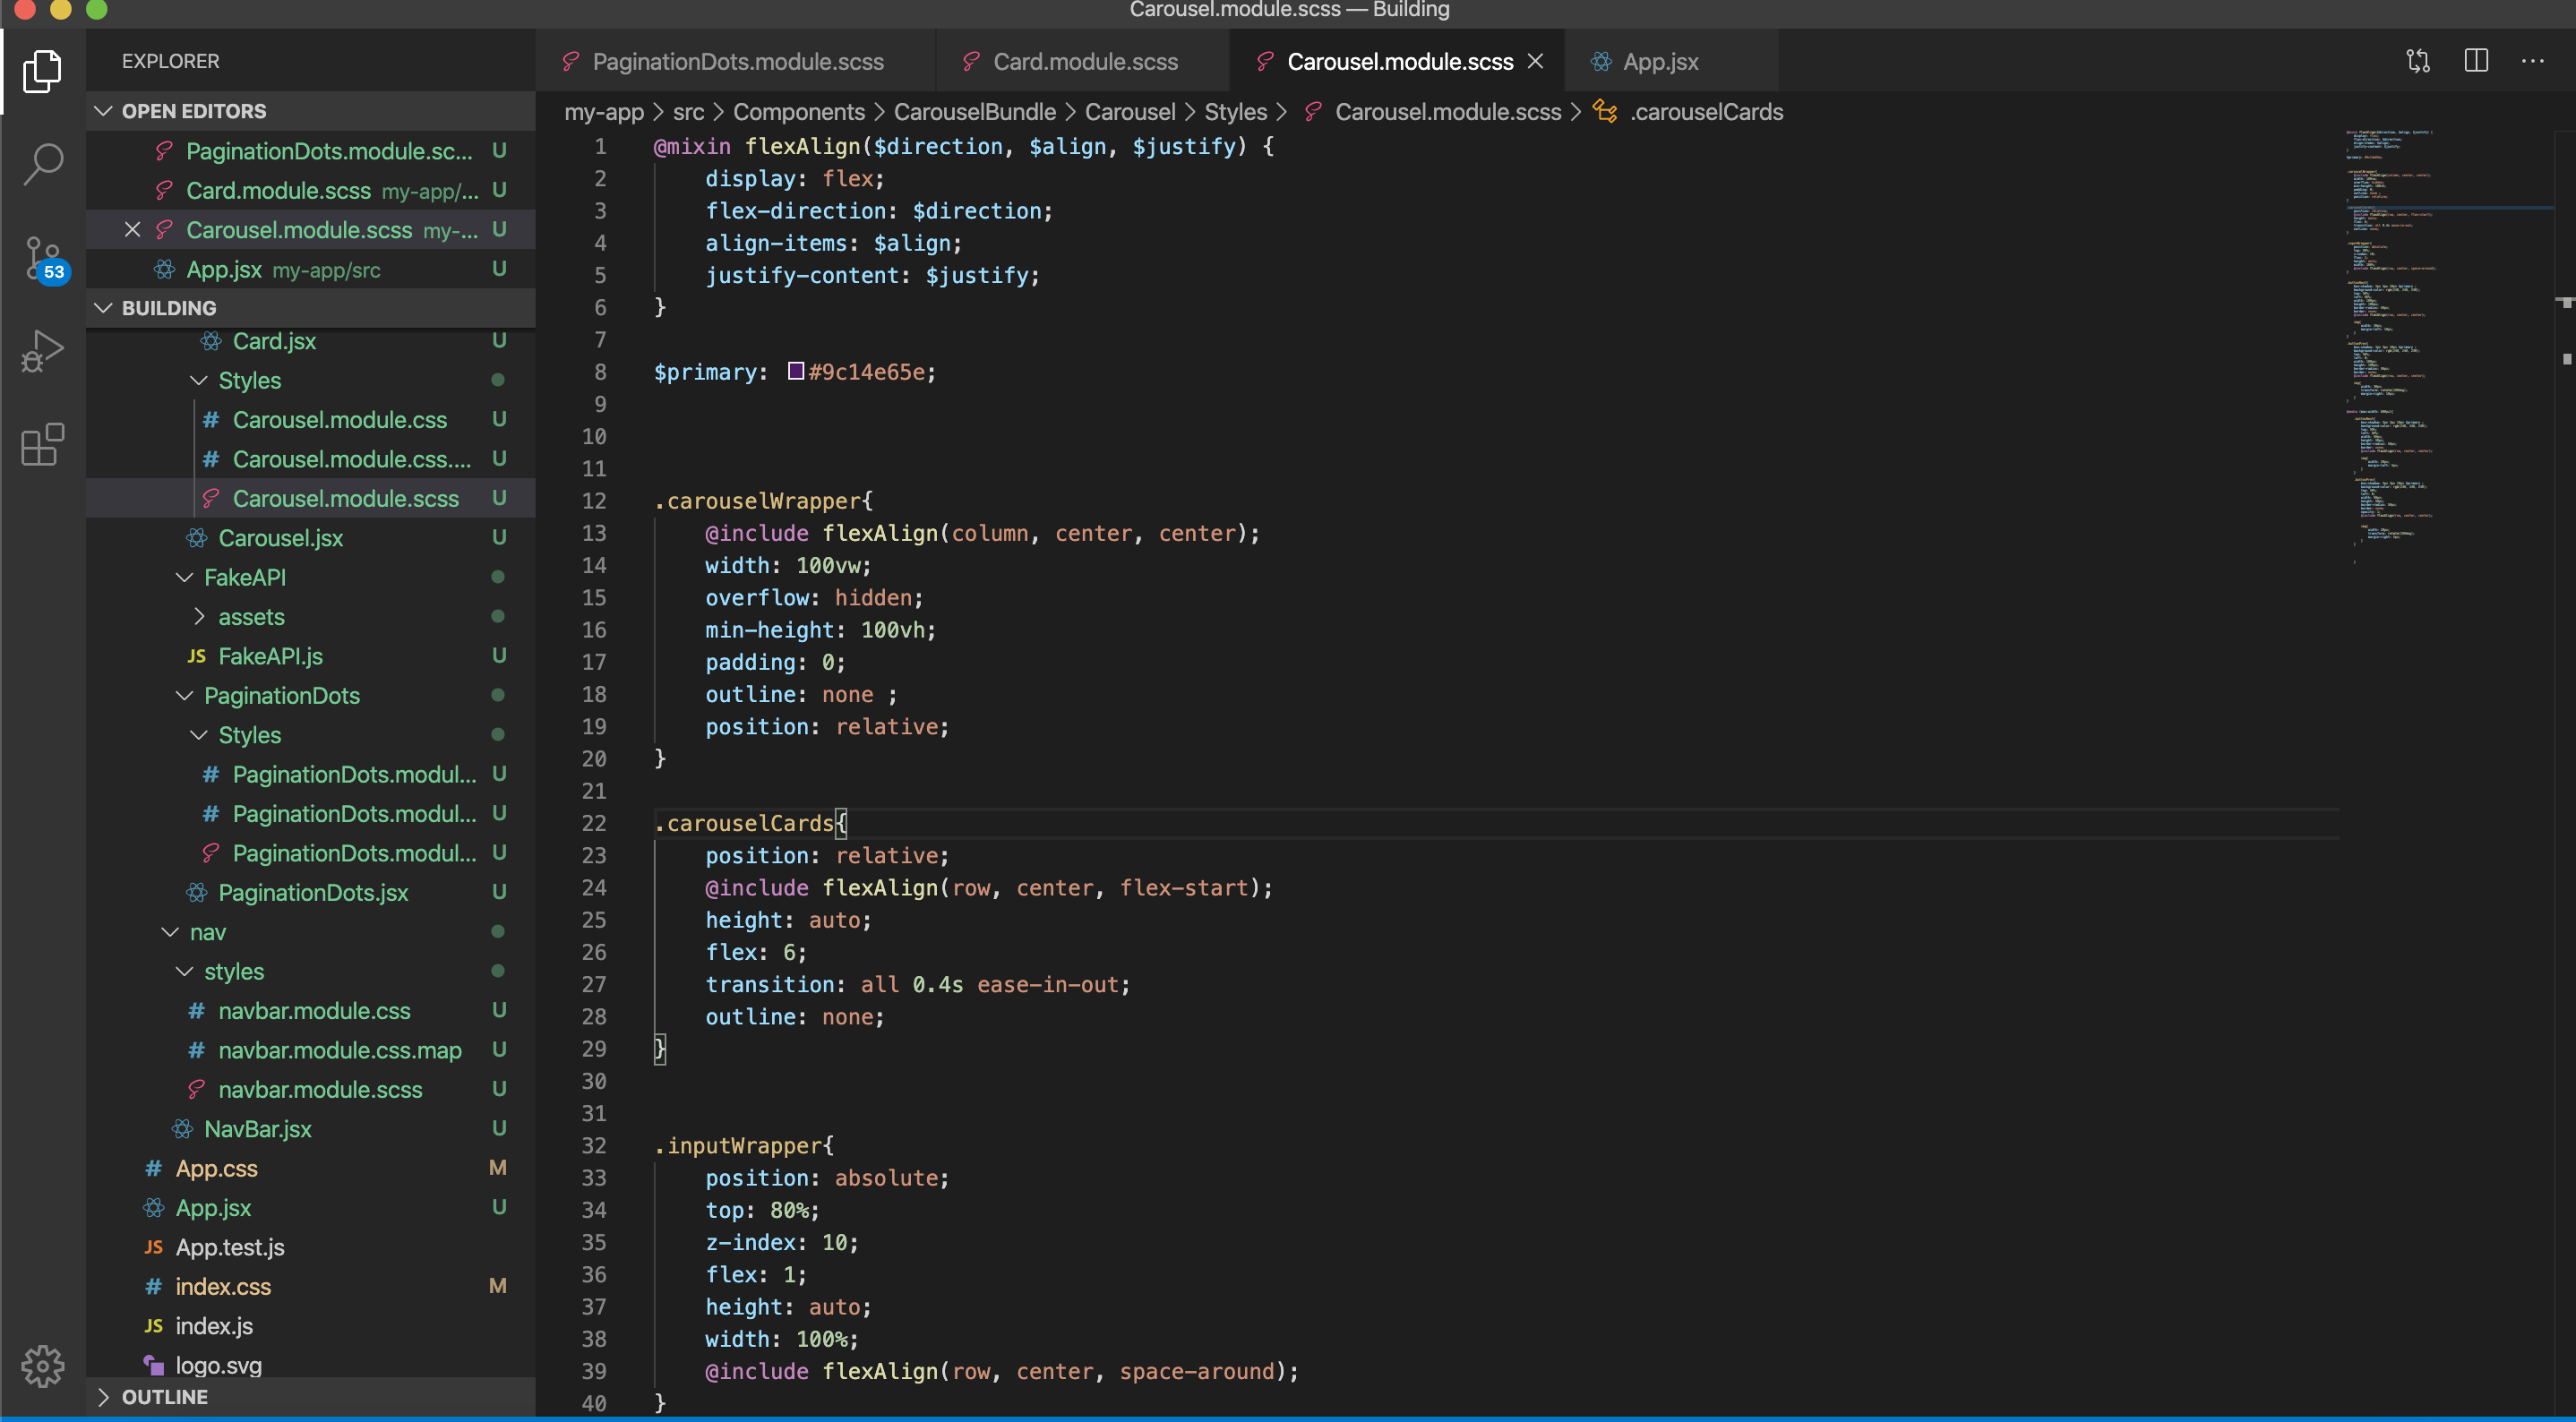 Carousel.module.scss — Building
EXPLORER
OPEN EDITORS
PaginationDots.module.sc... U
Card.module.scss my-app/... U
Carousel.module.scss my-... U
App.jsx my-app/src U
53
BUILDING
Card.jsx U
Styles
# Carousel.module.css U
# Carousel.module.css.... U
Carousel.module.scss U
Carousel.jsx U
FakeAPI
assets
JS FakeAPI.js U
PaginationDots
Styles
# PaginationDots.modul... U
# PaginationDots.modul... U
PaginationDots.modul... U
PaginationDots.jsx U
nav
styles
# navbar.module.css U
# navbar.module.css.map U
navbar.module.scss U
NavBar.jsx U
# App.css M
App.jsx U
JS App.test.js
# index.css M
JS index.js
logo.svg
OUTLINE
PaginationDots.module.scss
Card.module.scss
Carousel.module.scss
App.jsx
my-app > src > Components > CarouselBundle > Carousel > Styles > Carousel.module.scss > .carouselCards
1 @mixin flexAlign($direction, $align, $justify) {
2 display: flex;
3 flex-direction: $direction;
4 align-items: $align;
5 justify-content: $justify;
6 }
7
8 $primary: #9c14e65e;
9
10
11
12 .carouselWrapper{
13 @include flexAlign(column, center, center);
14 width: 100vw;
15 overflow: hidden;
16 min-height: 100vh;
17 padding: 0;
18 outline: none ;
19 position: relative;
20 }
21
22 .carouselCards{
23 position: relative;
24 @include flexAlign(row, center, flex-start);
25 height: auto;
26 flex: 6;
27 transition: all 0.4s ease-in-out;
28 outline: none;
29 }
30
31
32 .inputWrapper{
33 position: absolute;
34 top: 80%;
35 z-index: 10;
36 flex: 1;
37 height: auto;
38 width: 100%;
39 @include flexAlign(row, center, space-around);
40 }